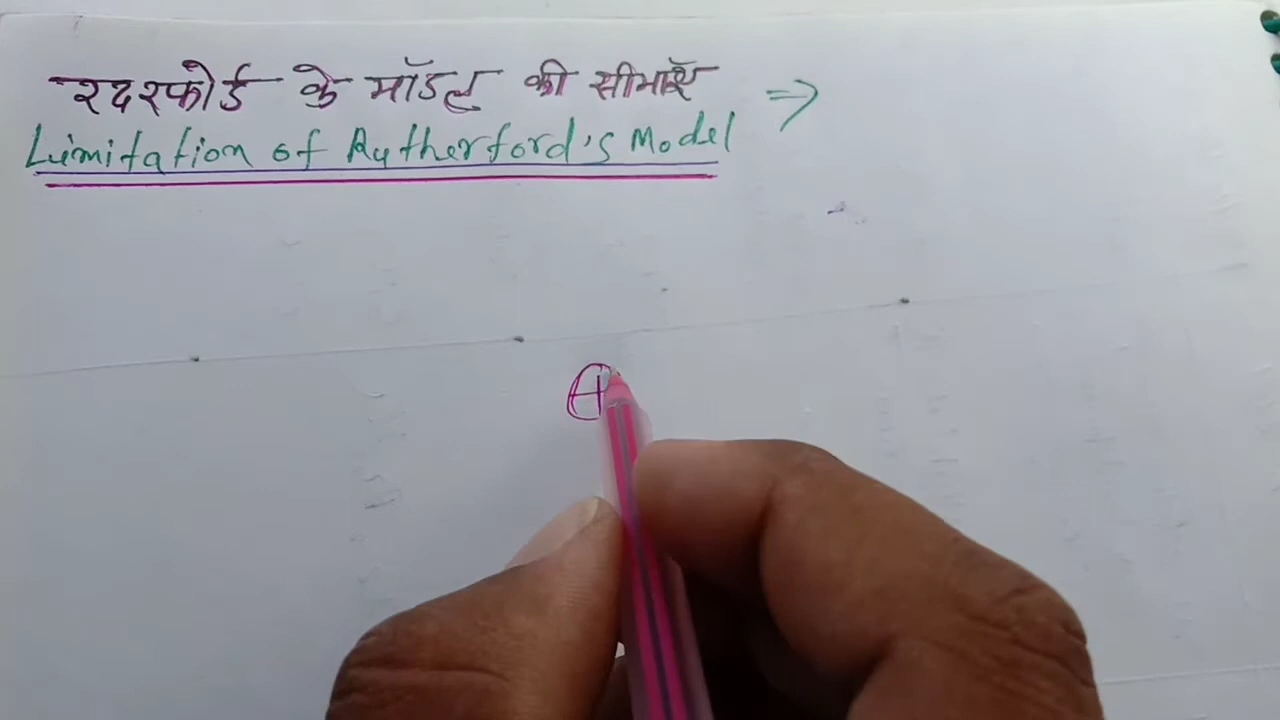 रदरफोर्ड के मॉडल की सीमाएँ ⇒
Limitation of Rutherford's Model
+